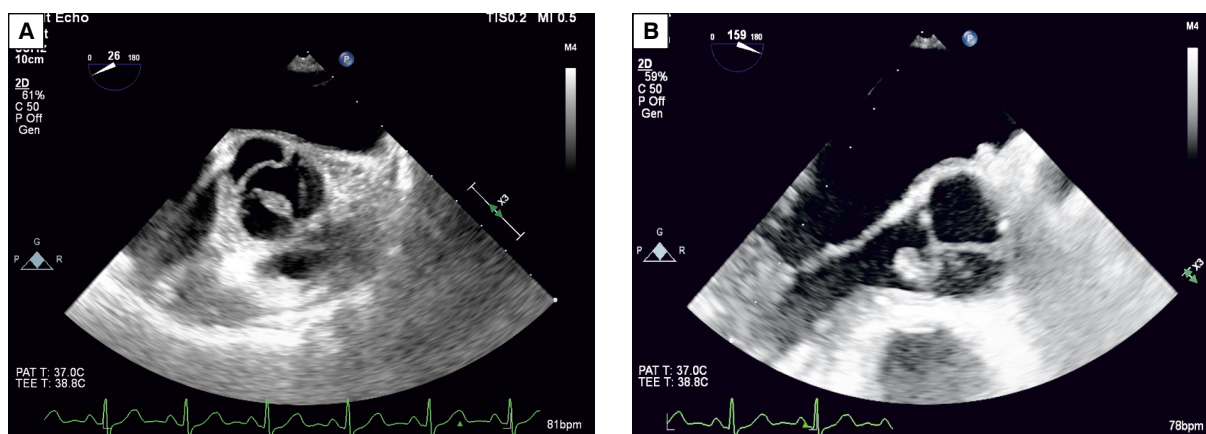 A
t Echo
TIS0.2 MI 0.5
10cm
0 26 180
P
M4
2D
61%
C 50
P Off
Gen
X3
G
P R
PAT T: 37.0C
TEE T: 38.8C
81bpm
B
0 159 180
P
M4
2D
59%
C 50
P Off
Gen
X3
G
P R
PAT T: 37.0C
TEE T: 38.8C
78bpm